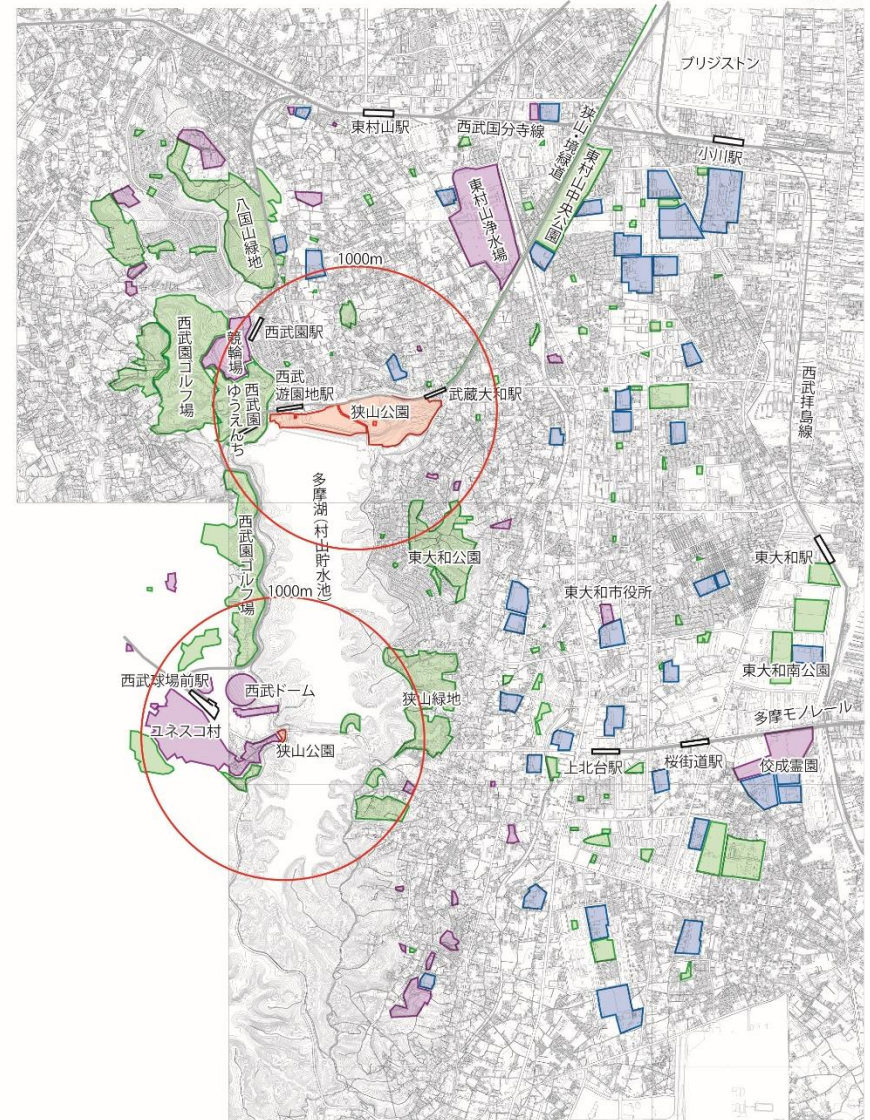 ブリジストン
東村山駅
西武国分寺線
狭山・境緑道
小川駅
東村山中央公園
東村山浄水場
八国山緑地
1000m
西武園ゴルフ場
競輪場
西武園駅
西武園
ゆうえんち
西武
遊園地駅
武蔵大和駅
狭山公園
西武拝島線
多摩湖(村山貯水池)
西武園ゴルフ場
東大和公園
東大和駅
1000m
東大和市役所
東大和南公園
西武球場前駅
西武ドーム
狭山緑地
ユネスコ村
狭山公園
多摩モノレール
上北台駅
桜街道駅
佼成霊園